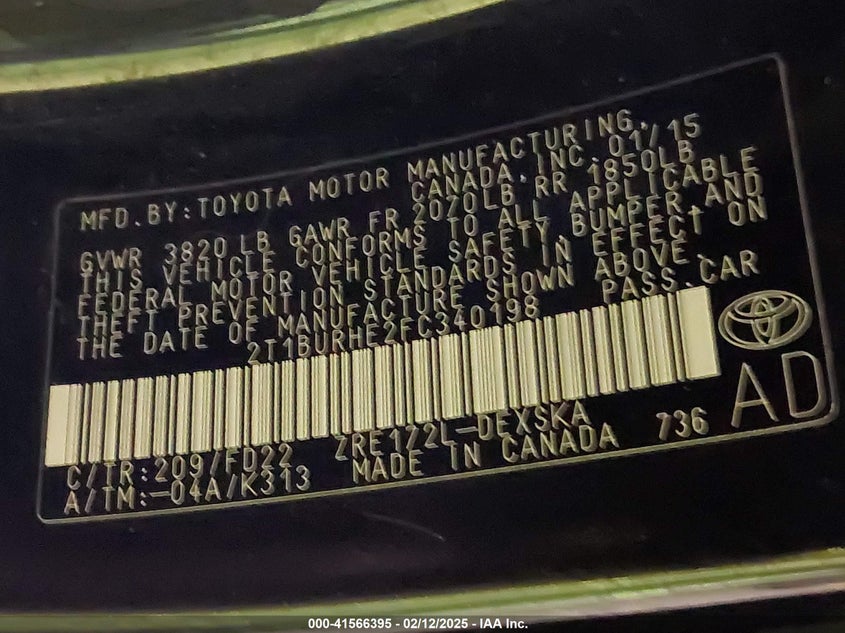 MFD. BY: TOYOTA MOTOR MANUFACTURING,
CANADA, INC. 01/15
GVWR 3820 LB GAWR FR 2020LB RR 1850LB
THIS VEHICLE CONFORMS TO ALL APPLICABLE
FEDERAL MOTOR VEHICLE SAFETY, BUMPER, AND
THEFT PREVENTION STANDARDS IN EFFECT ON
THE DATE OF MANUFACTURE SHOWN ABOVE.
2T1BURHE2FC340198 PASS. CAR
C/TR: 209/FD22 ZRE172L-DEXSKA
A/TM: -04A/K313 MADE IN CANADA 736
AD
000-41566395 - 02/12/2025 - IAA Inc.